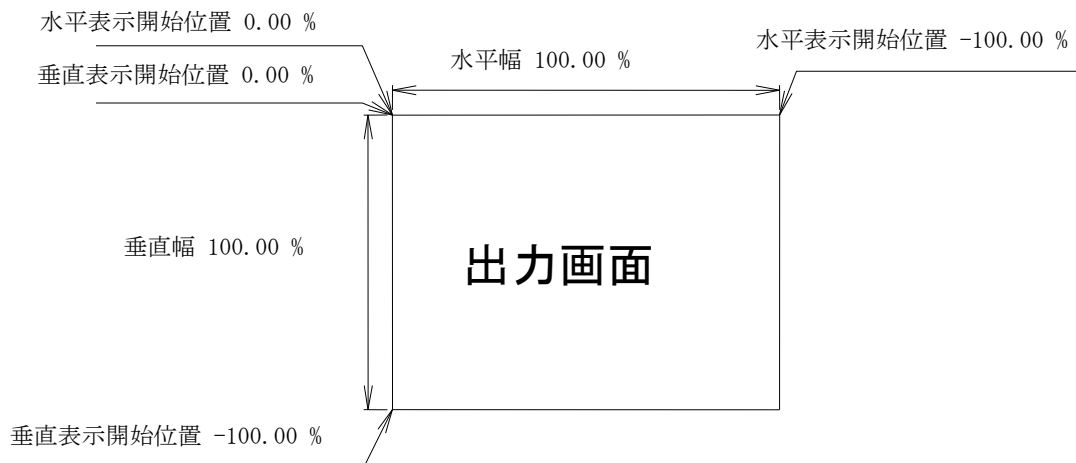 水平表示開始位置 0.00 %
水平表示開始位置 -100.00 %
水平幅 100.00 %
垂直表示開始位置 0.00 %
垂直幅 100.00 %
出力画面
垂直表示開始位置 -100.00 %